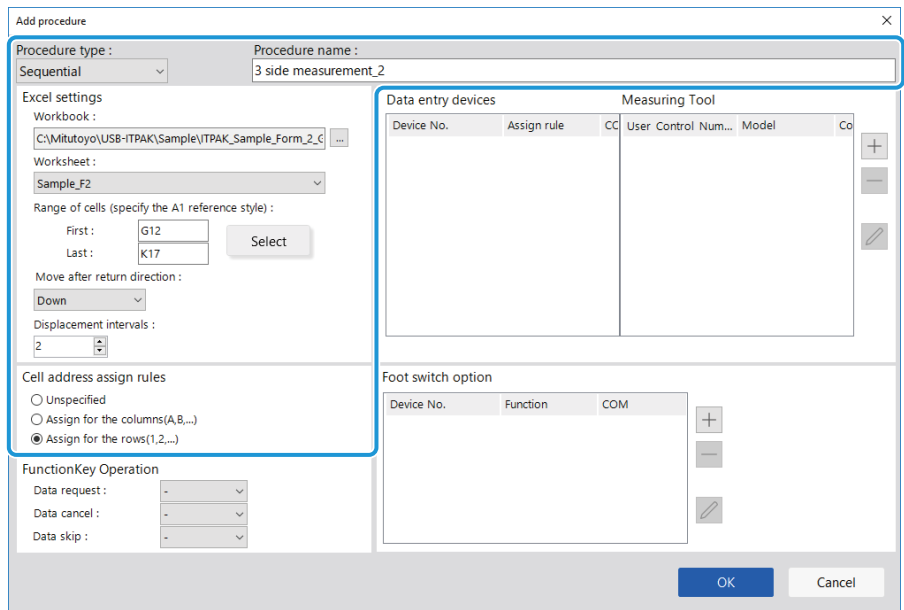 Add procedure
Procedure type :
Procedure name :
Sequential
3 side measurement_2
Excel settings
Workbook :
C:\Mitutoyo\USB-ITPAK\Sample\ITPAK_Sample_Form_2_G
...
Worksheet :
Sample_F2
Range of cells (specify the A1 reference style) :
First :
G12
Last :
K17
Select
Move after return direction :
Down
Displacement intervals :
2
Cell address assign rules
Unspecified
Assign for the columns(A,B,...)
Assign for the rows(1,2,...)
FunctionKey Operation
Data request :
-
Data cancel :
-
Data skip :
-
Data entry devices
Measuring Tool
Device No.
Assign rule
CC
User Control Num...
Model
Co
Foot switch option
Device No.
Function
COM
OK
Cancel